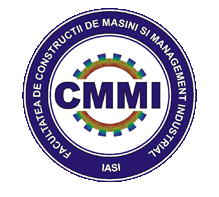 FACULTATEA DE CONSTRUCTII DE MASINI SI MANAGEMENT INDUSTRIAL
CMMI
IASI